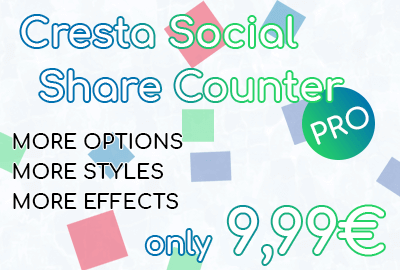 Cresta Social
Share Counter
PRO
MORE OPTIONS
MORE STYLES
MORE EFFECTS
only 9,99€